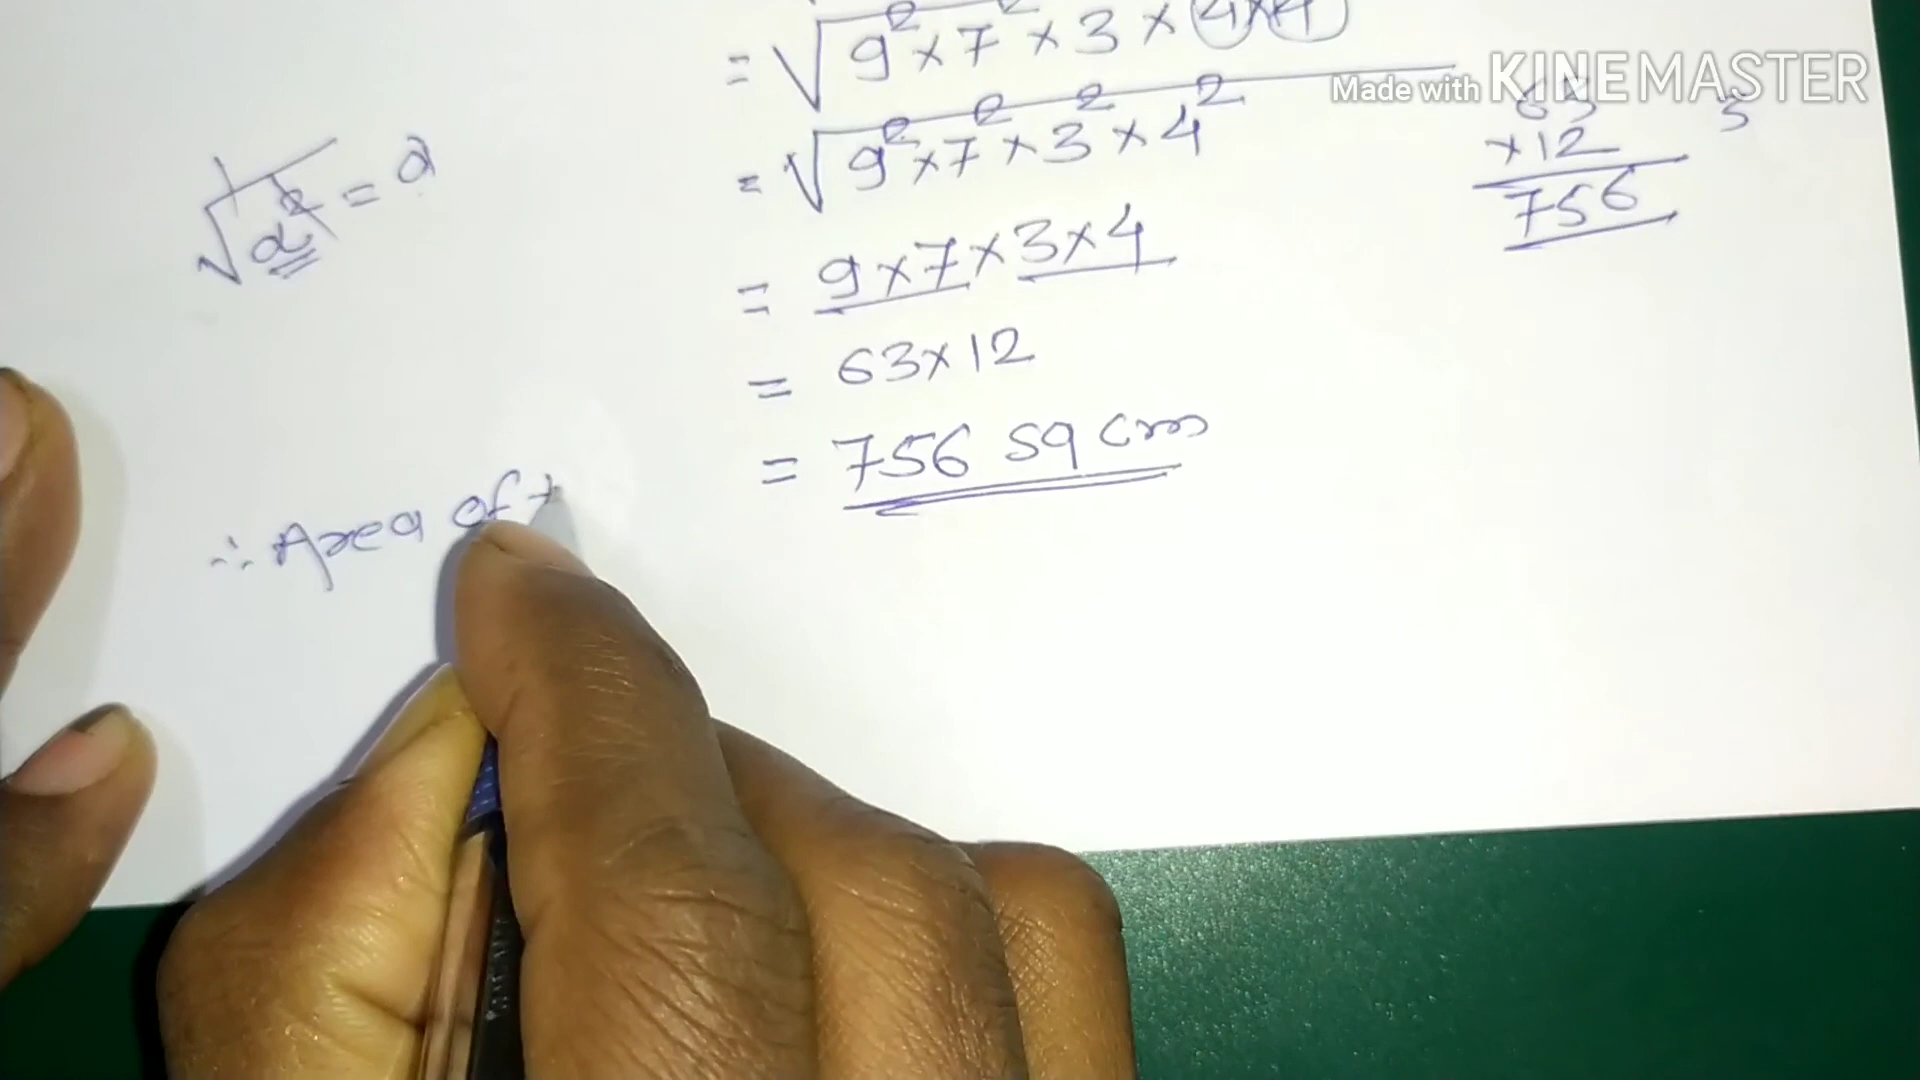 = √9²×7²×3×4×4
Made with KINEMASTER
= √9²×7²×3²×4²
63
×12
756
3
√a² = a
= 9×7×3×4
= 63×12
= 756 sq cm
∴ Area of t